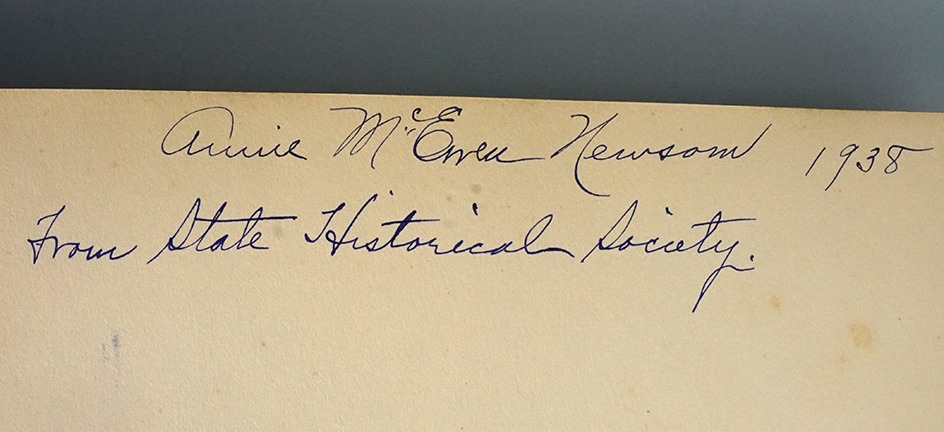 Annie McEwen Newsom 1938
From State Historical Society.